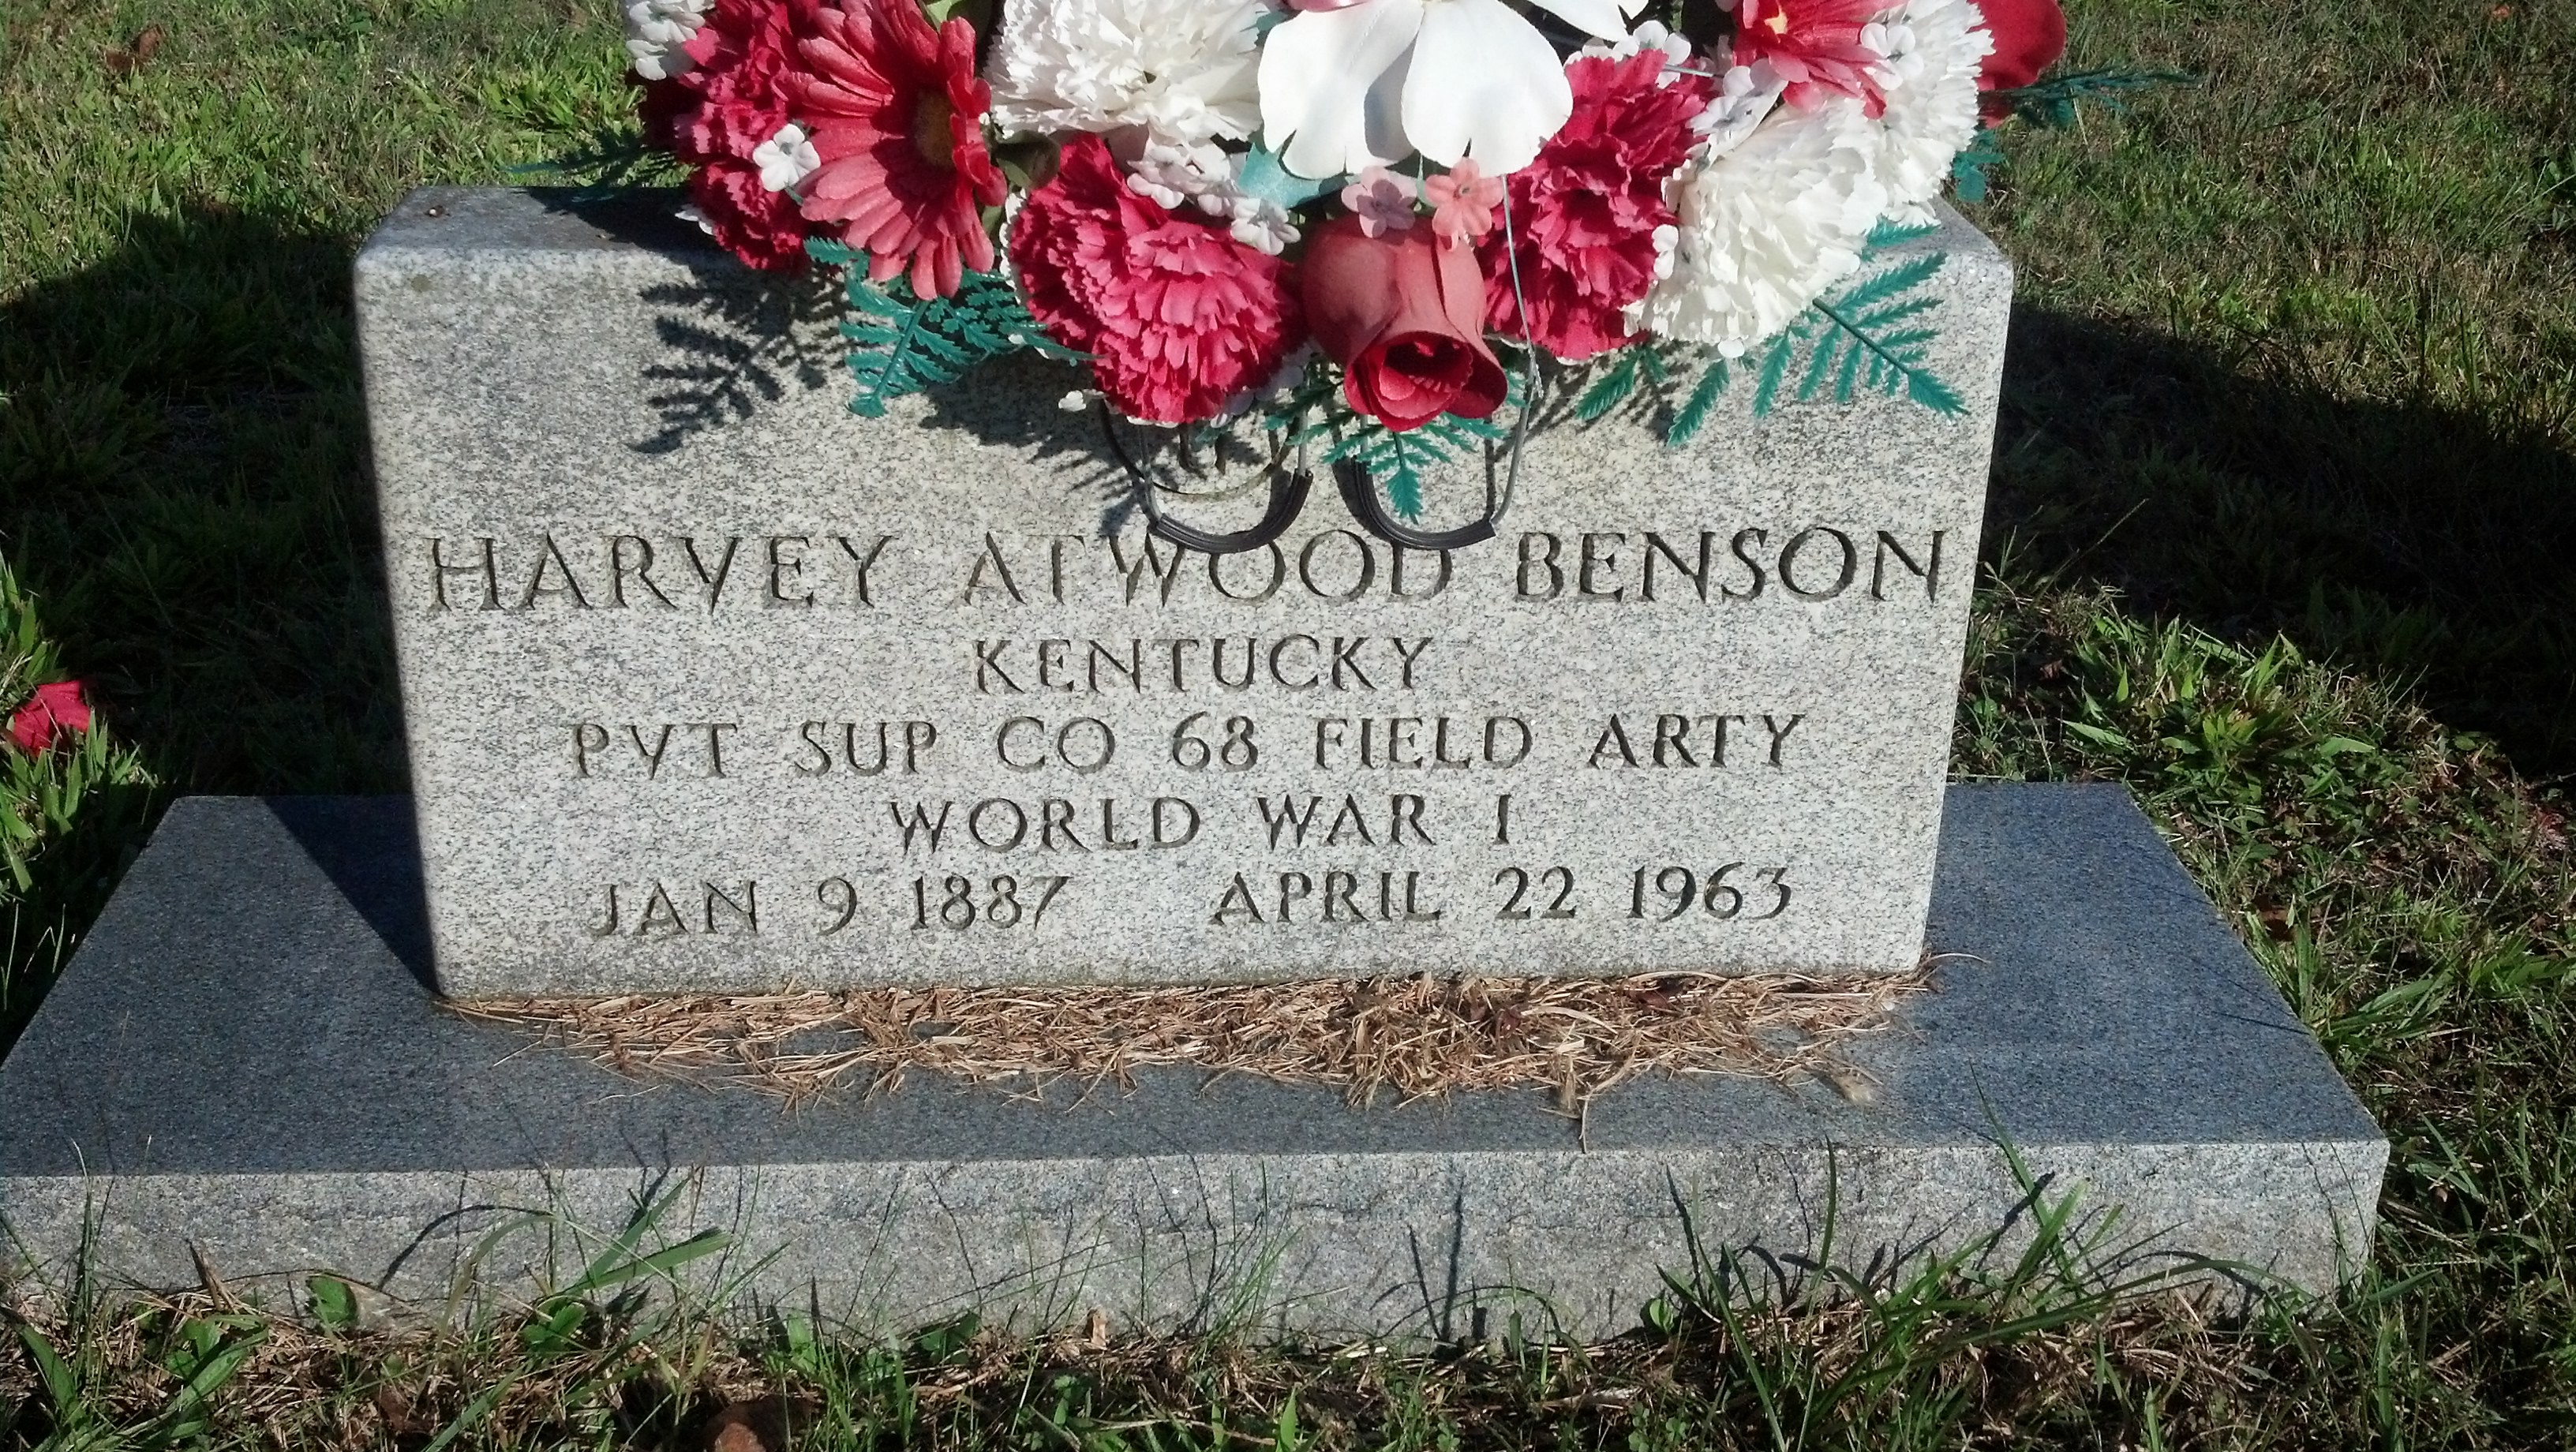 HARVEY ATWOOD BENSON
KENTUCKY
PVT SUP CO 68 FIELD ARTY
WORLD WAR I
JAN 9 1887 APRIL 22 1963